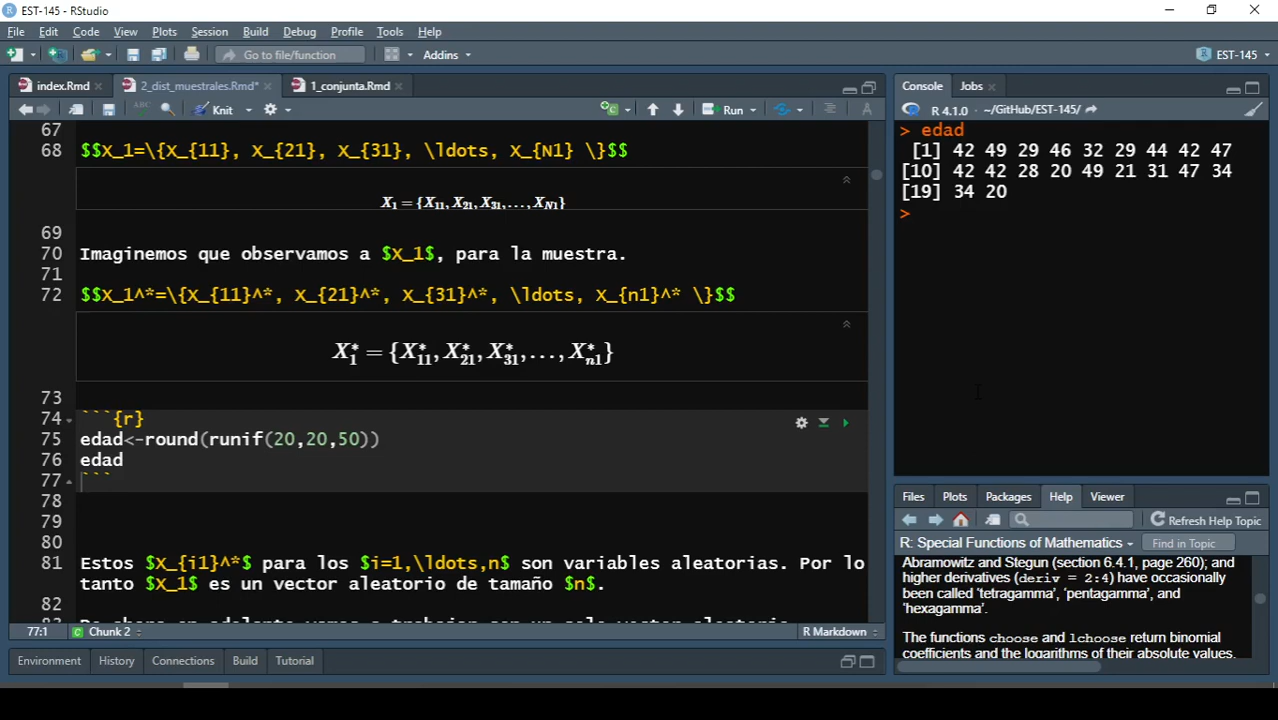 EST-145 - RStudio
File Edit Code View Plots Session Build Debug Profile Tools Help
Go to file/function Addins EST-145
index.Rmd 2_dist_muestrales.Rmd* 1_conjunta.Rmd
ABC Knit Run
67
68 $$X_1=\{X_{11}, X_{21}, X_{31}, \ldots, X_{N1} \}$$
X1 = {X11, X21, X31, ..., XN1}
69
70 Imaginemos que observamos a $X_1$, para la muestra.
71
72 $$X_1^*=\{X_{11}^*, X_{21}^*, X_{31}^*, \ldots, X_{n1}^* \}$$
X1* = {X11*, X21*, X31*, ..., Xn1*}
73
74 ```{r}
75 edad<-round(runif(20,20,50))
76 edad
77 ```
78
79
80
81 Estos $X_{i1}^*$ para los $i=1,\ldots,n$ son variables aleatorias. Por lo
tanto $X_1$ es un vector aleatorio de tamaño $n$.
82
77:1 Chunk 2 R Markdown
Environment History Connections Build Tutorial
Console Jobs
R 4.1.0 · ~/GitHub/EST-145/
> edad
[1] 42 49 29 46 32 29 44 42 47
[10] 42 42 28 20 49 21 31 47 34
[19] 34 20
>
Files Plots Packages Help Viewer
Refresh Help Topic
R: Special Functions of Mathematics Find in Topic
Abramowitz and Stegun (section 6.4.1, page 260); and
higher derivatives (deriv = 2:4) have occasionally
been called ‘tetragamma’, ‘pentagamma’, and
‘hexagamma’.
The functions choose and lchoose return binomial
coefficients and the logarithms of their absolute values.